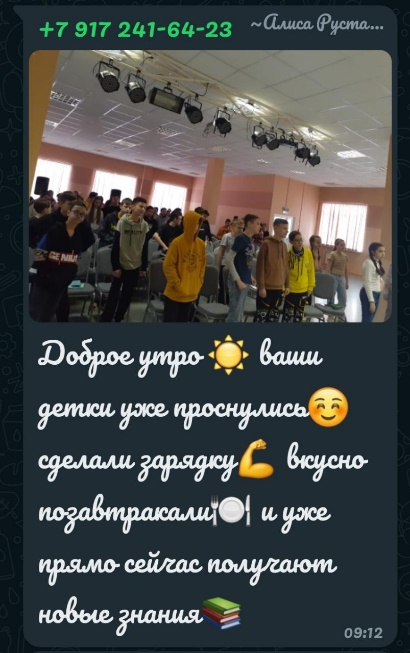 +7 917 241-64-23 ~Алиса Руста...
GENIUS
Доброе утро☀️ ваши
детки уже проснулись☺️
сделали зарядку💪 вкусно
позавтракали🍽️ и уже
прямо сейчас получают
новые знания📚
09:12